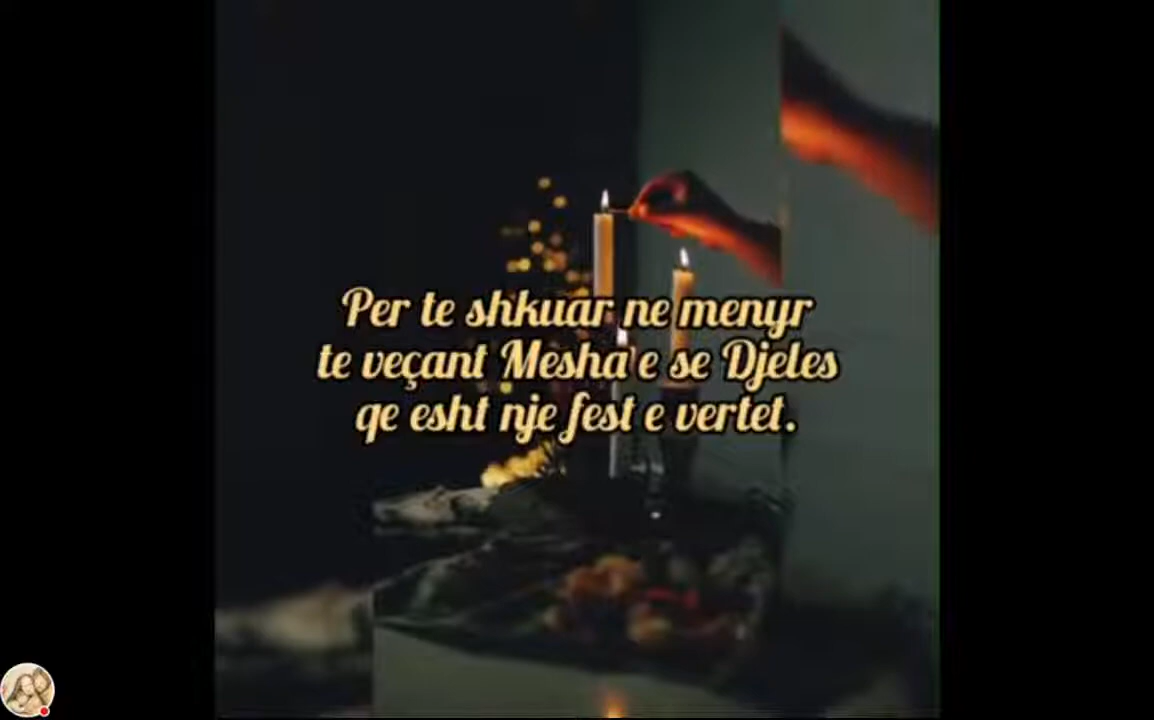 Per te shkuar ne menyr
te veçant Mesha e se Djeles
qe esht nje fest e vertet.